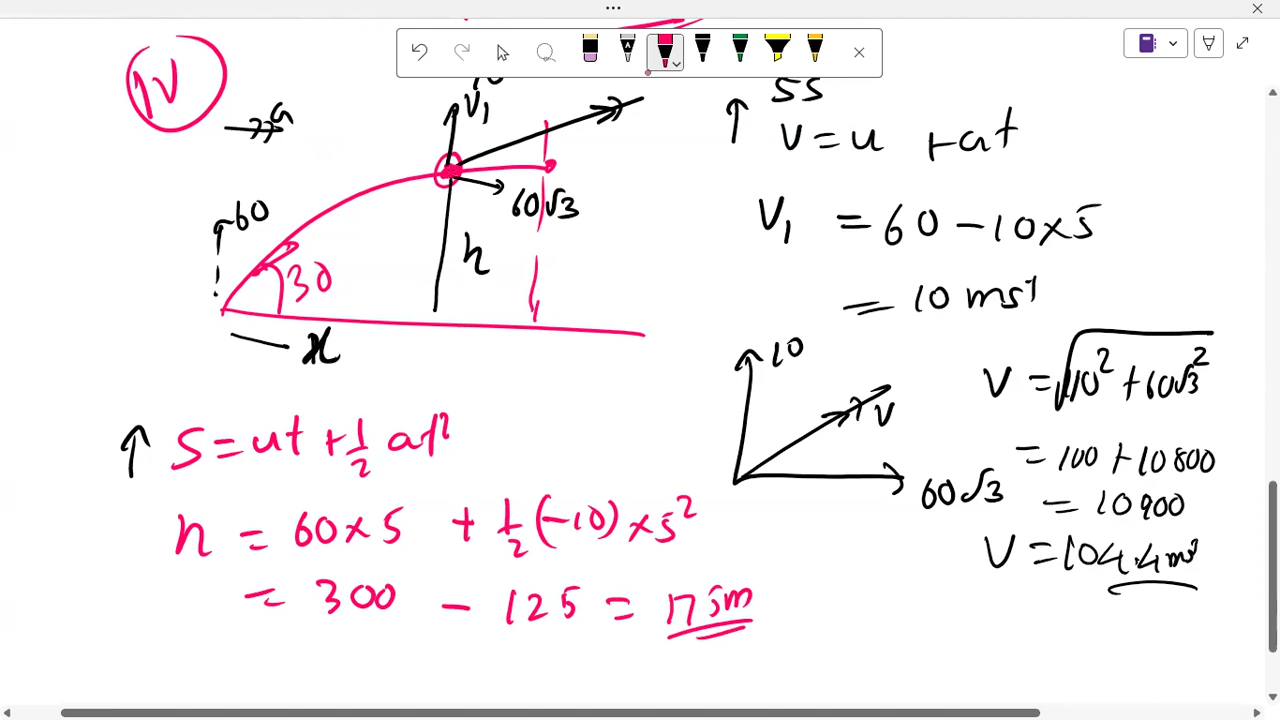 IV
a
V₁
60
60√3
h
30
x
↑ S = ut + ½ at²
h = 60 × 5 + ½ (−10) × 5²
= 300 − 125 = 175m
↑ 5S
V = u + at
V₁ = 60 − 10×5
= 10 ms⁻¹
10
V
60√3
V = √10² + 60√3²
= 100 + 10800
= 10900
V = 104.4 ms⁻¹